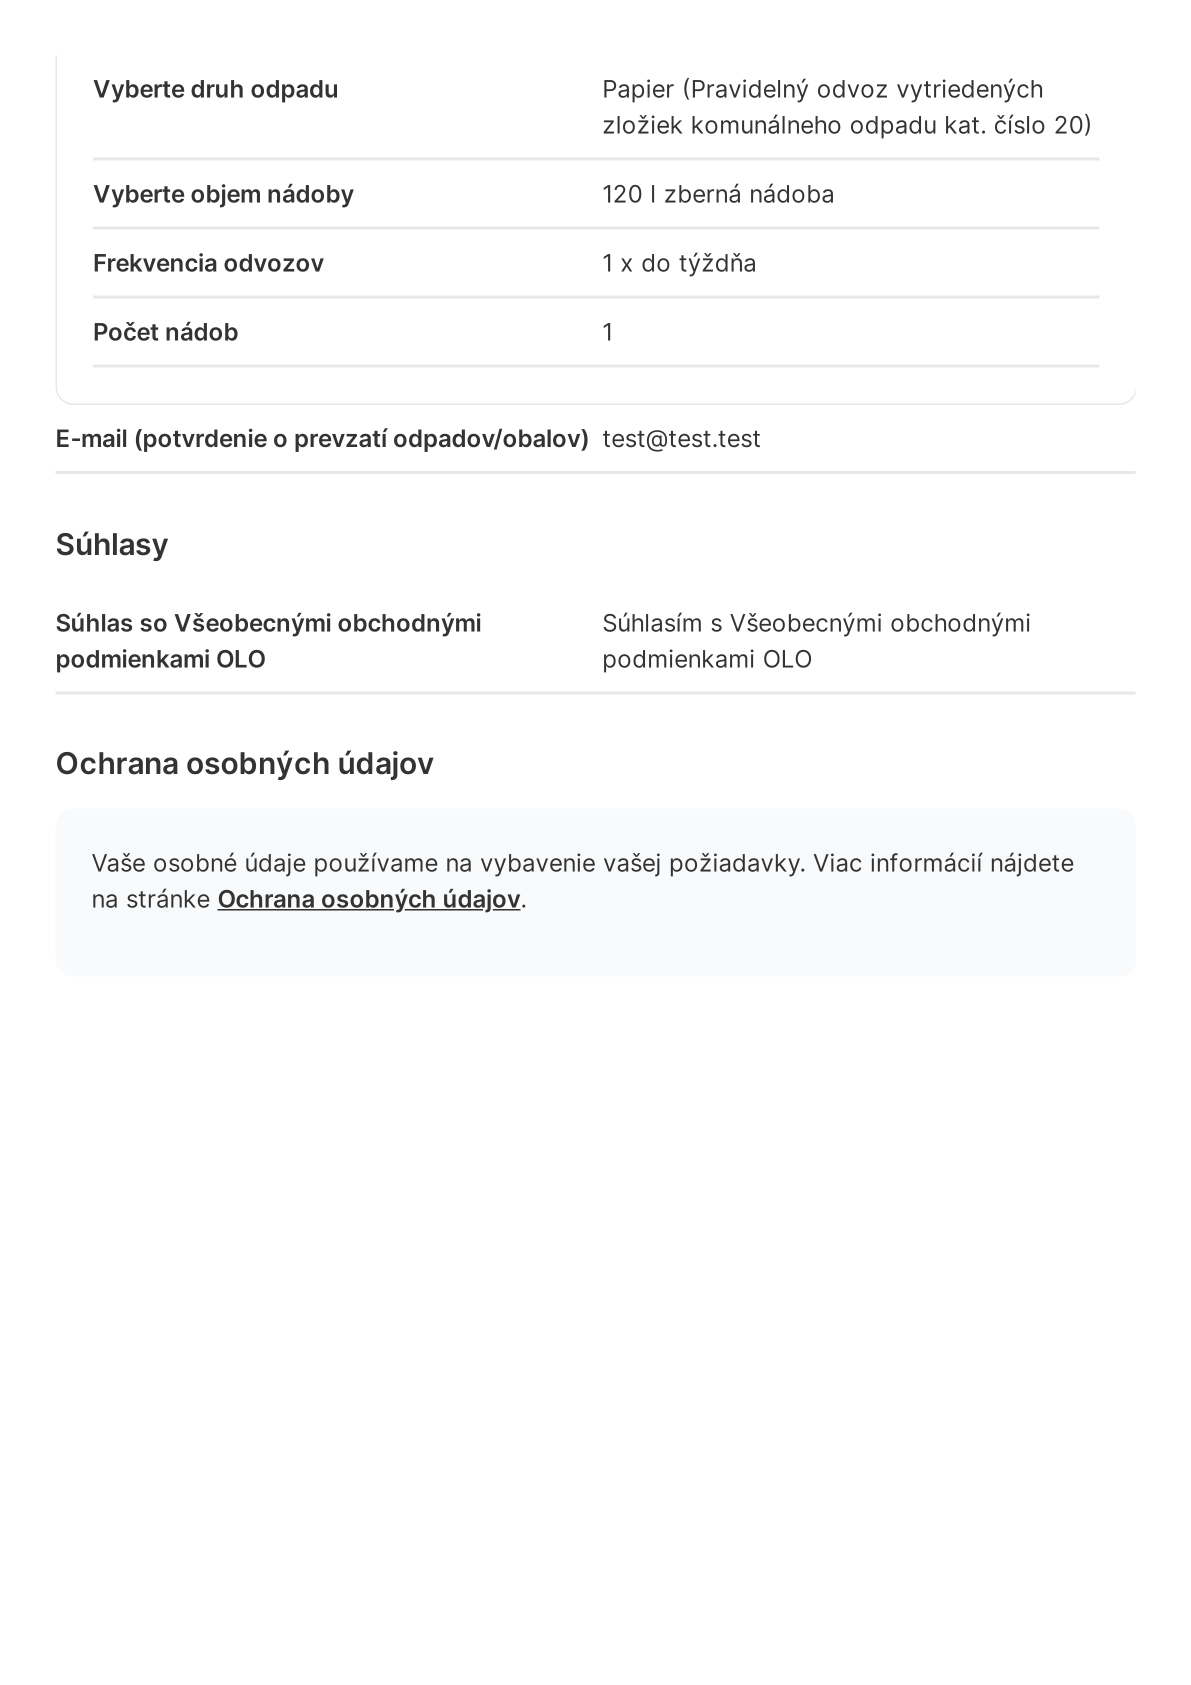 Vyberte druh odpadu Papier (Pravidelný odvoz vytriedených
zložiek komunálneho odpadu kat. číslo 20)
Vyberte objem nádoby 120 l zberná nádoba
Frekvencia odvozov 1 x do týždňa
Počet nádob 1
E-mail (potvrdenie o prevzatí odpadov/obalov) test@test.test
Súhlasy
Súhlas so Všeobecnými obchodnými Súhlasím s Všeobecnými obchodnými
podmienkami OLO podmienkami OLO
Ochrana osobných údajov
Vaše osobné údaje používame na vybavenie vašej požiadavky. Viac informácií nájdete
na stránke Ochrana osobných údajov.